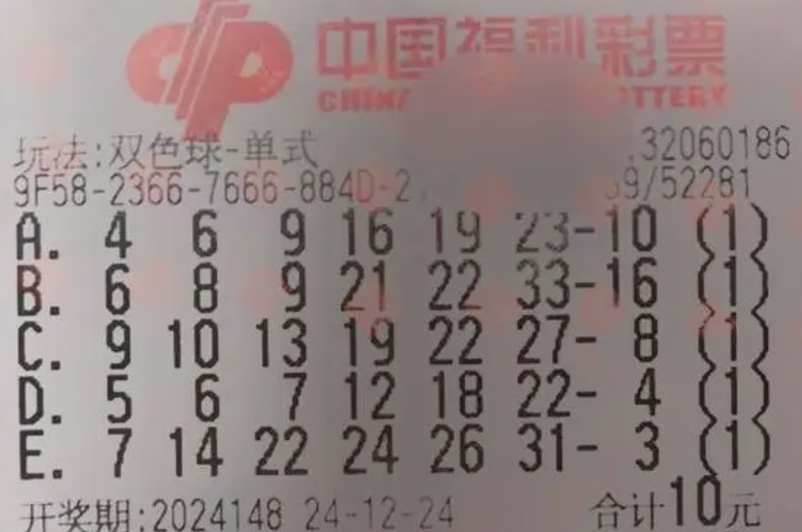 中国福利彩票
CHINA LOTTERY
玩法:双色球-单式 32060186
9F58-2366-7666-884D-2 69/52281
A. 4 6 9 16 19 23-10 (1)
B. 6 8 9 21 22 33-16 (1)
C. 9 10 13 19 22 27- 8 (1)
D. 5 6 7 12 18 22- 4 (1)
E. 7 14 22 24 26 31- 3 (1)
开奖期:2024148 24-12-24 合计10元